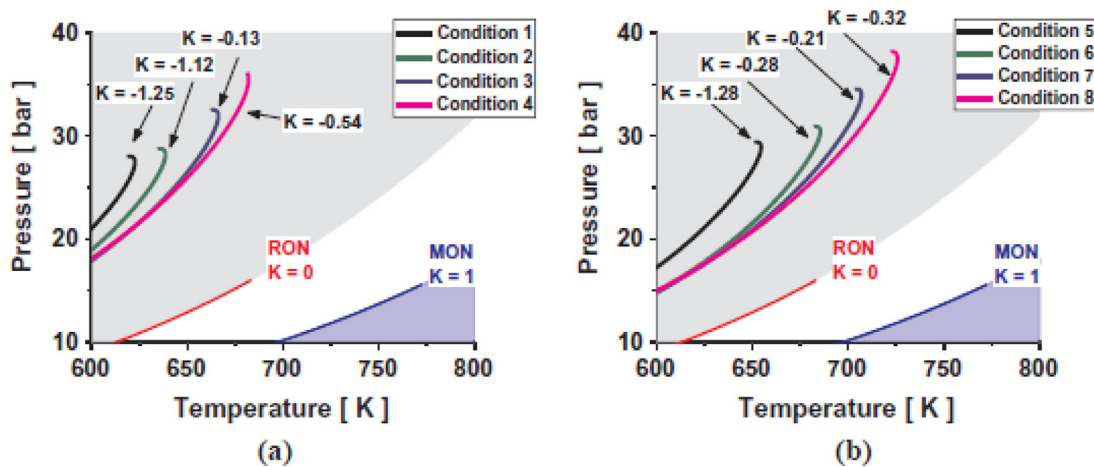 40
30
20
10
Pressure [ bar ]
K = -0.13
K = -1.12
K = -1.25
K = -0.54
Condition 1
Condition 2
Condition 3
Condition 4
RON
K = 0
MON
K = 1
600 650 700 750 800
Temperature [ K ]
(a)
40
30
20
10
Pressure [ bar ]
K = -0.32
K = -0.21
K = -0.28
K = -1.28
Condition 5
Condition 6
Condition 7
Condition 8
RON
K = 0
MON
K = 1
600 650 700 750 800
Temperature [ K ]
(b)